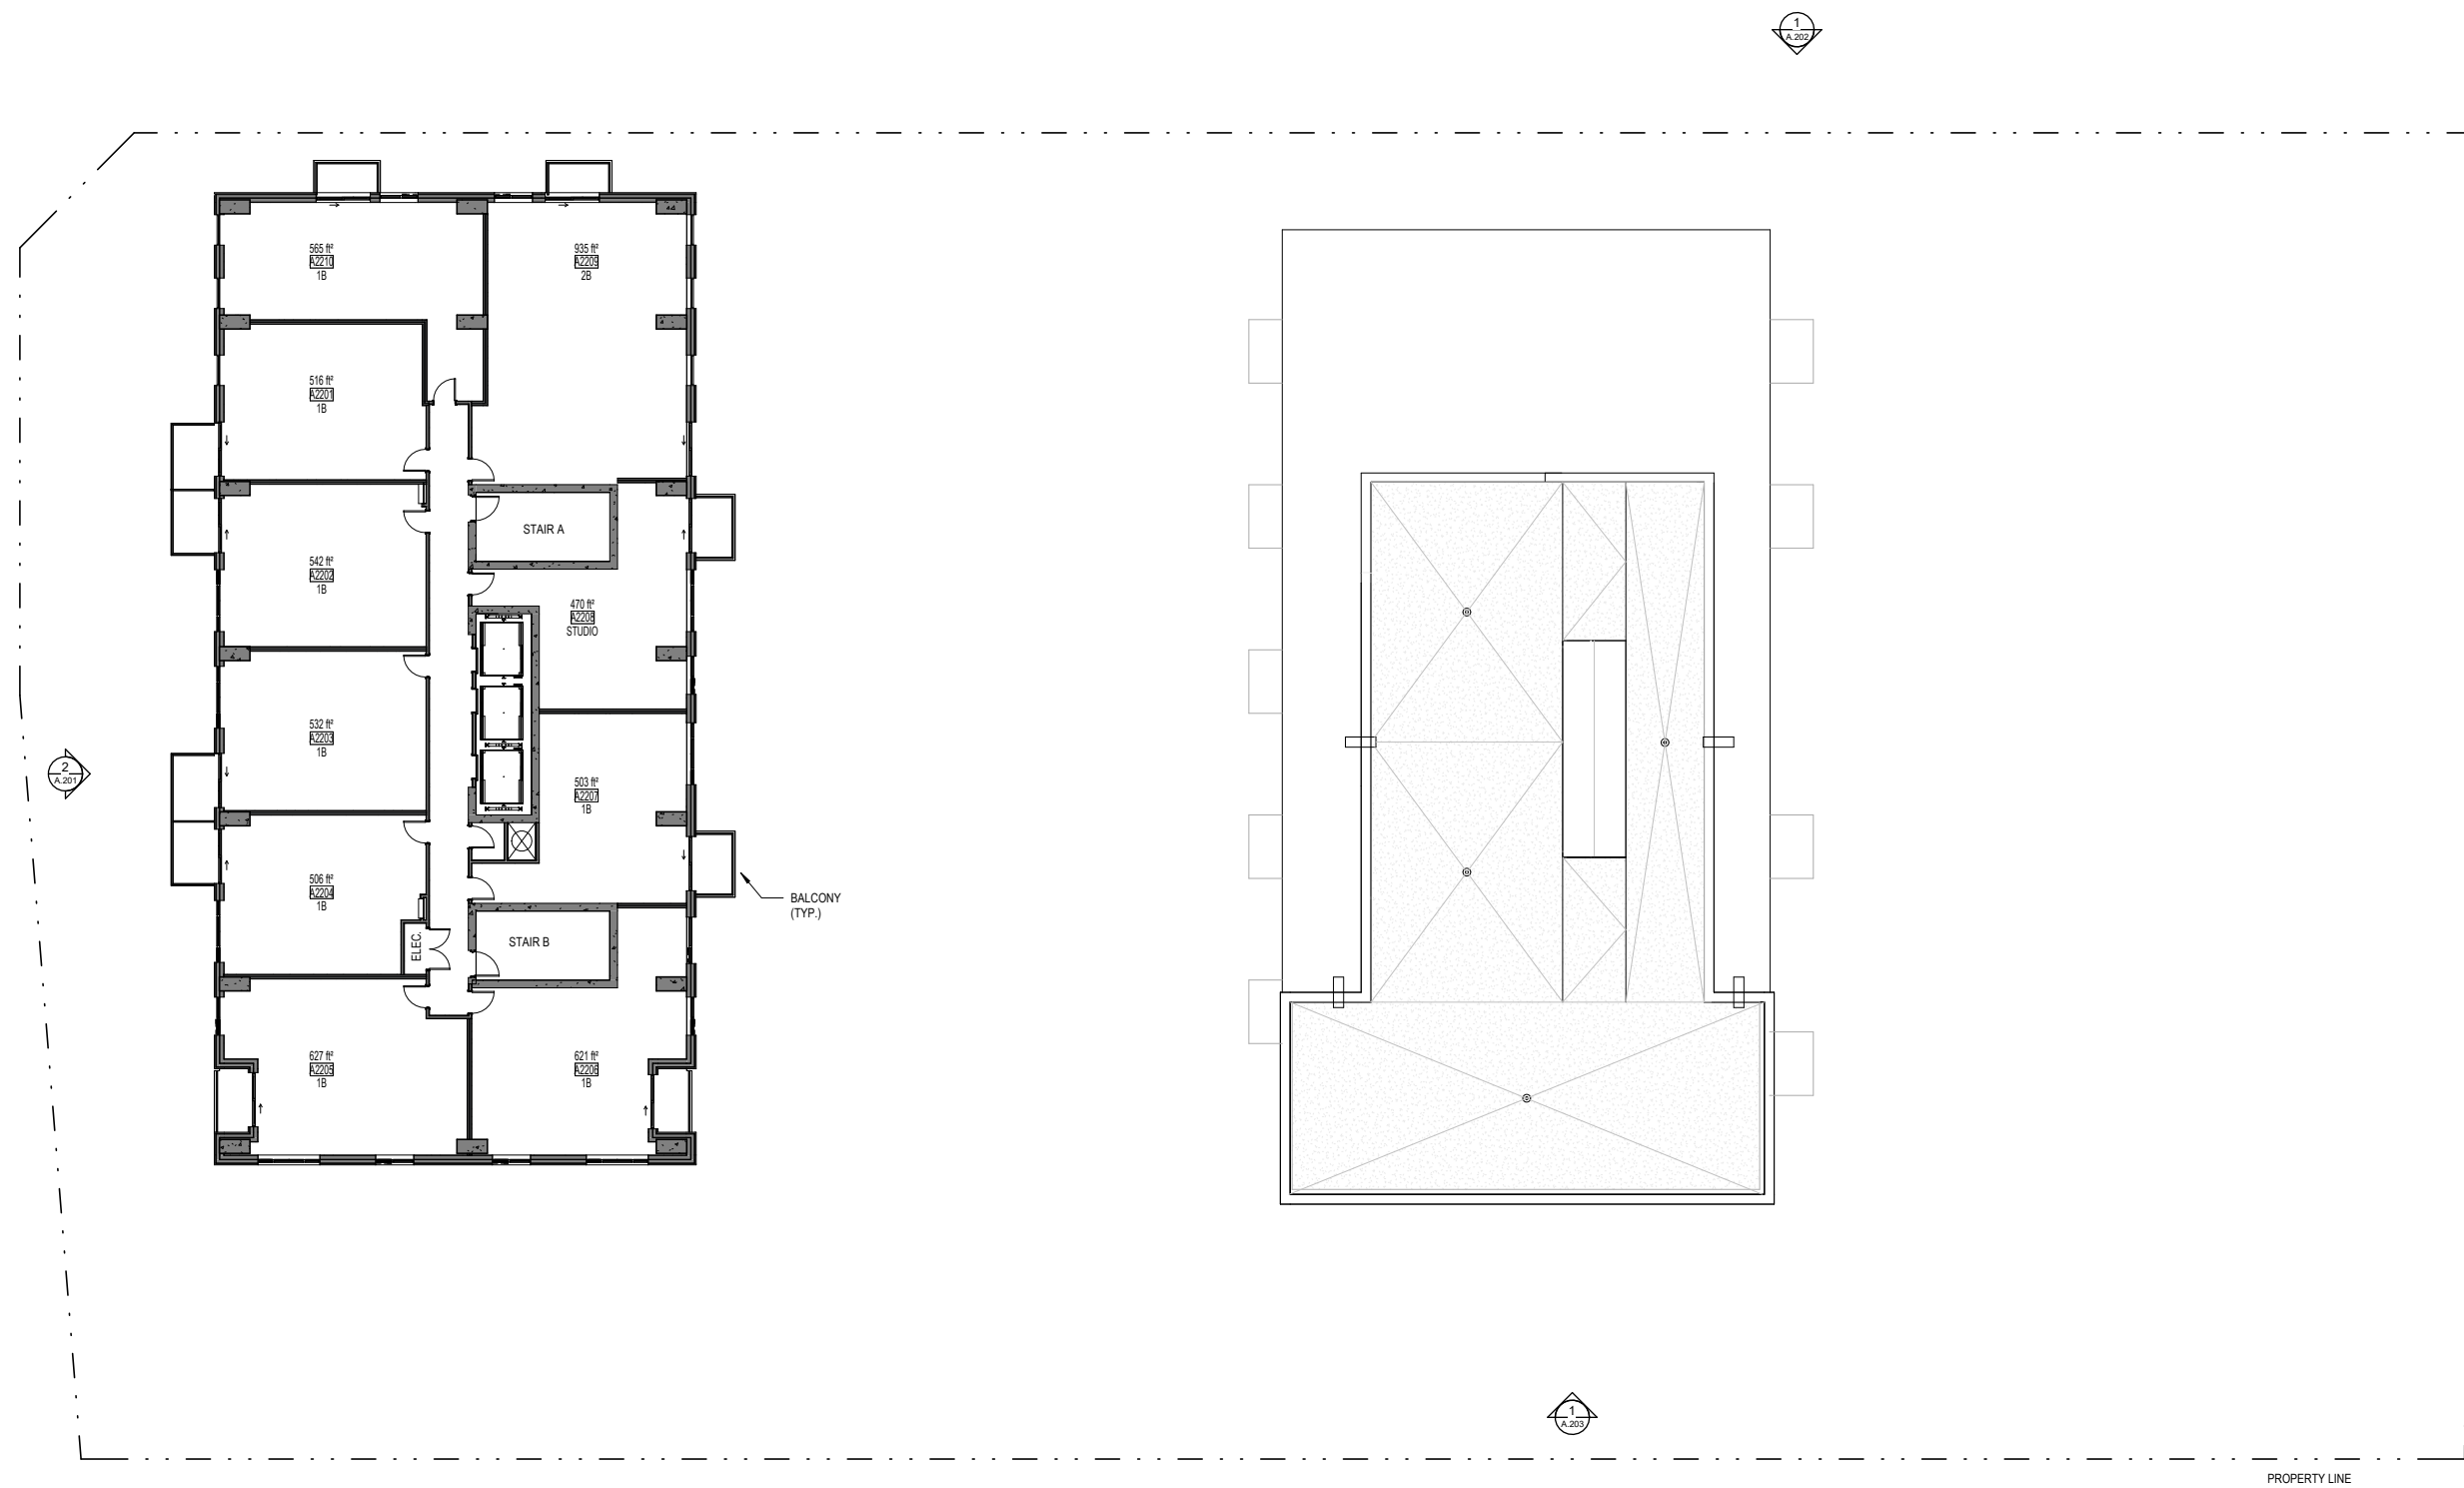 1
A.202
565 ft²
A2210
1B
935 ft²
A2209
2B
516 ft²
A2201
1B
STAIR A
542 ft²
A2202
1B
470 ft²
A2208
STUDIO
532 ft²
A2203
1B
2
A.201
503 ft²
A2207
1B
506 ft²
A2204
1B
BALCONY
(TYP.)
ELEC.
STAIR B
627 ft²
A2205
1B
621 ft²
A2206
1B
1
A.203
PROPERTY LINE